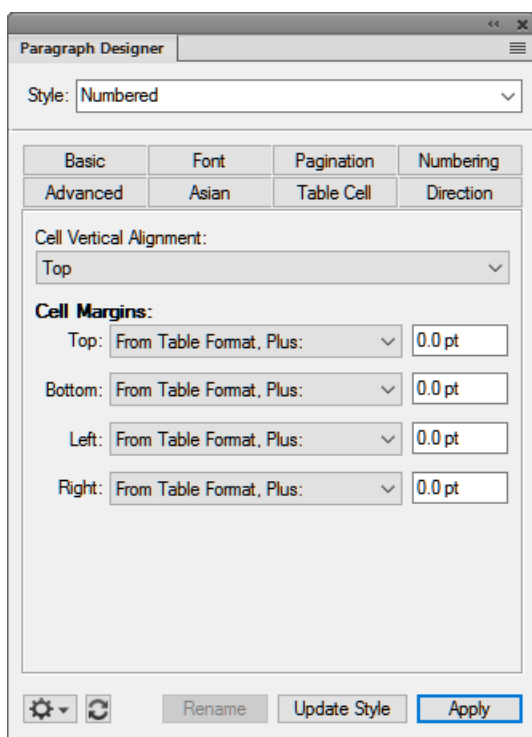 Paragraph Designer
Style: Numbered
Basic Font Pagination Numbering
Advanced Asian Table Cell Direction
Cell Vertical Alignment:
Top
Cell Margins:
Top: From Table Format, Plus: 0.0 pt
Bottom: From Table Format, Plus: 0.0 pt
Left: From Table Format, Plus: 0.0 pt
Right: From Table Format, Plus: 0.0 pt
Rename Update Style Apply